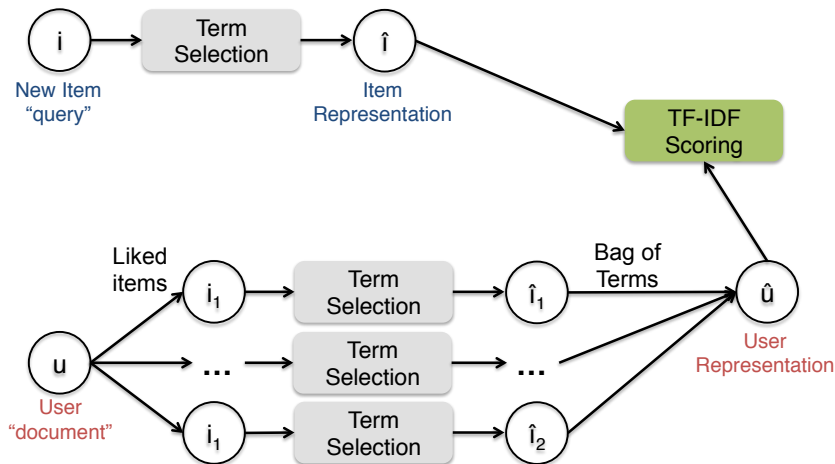 i
Term
Selection
î
New Item
“query”
Item
Representation
TF-IDF
Scoring
Liked
items
Bag of
Terms
i₁
Term
Selection
î₁
û
u
...
Term
Selection
...
User
Representation
User
“document”
i₁
Term
Selection
î₂